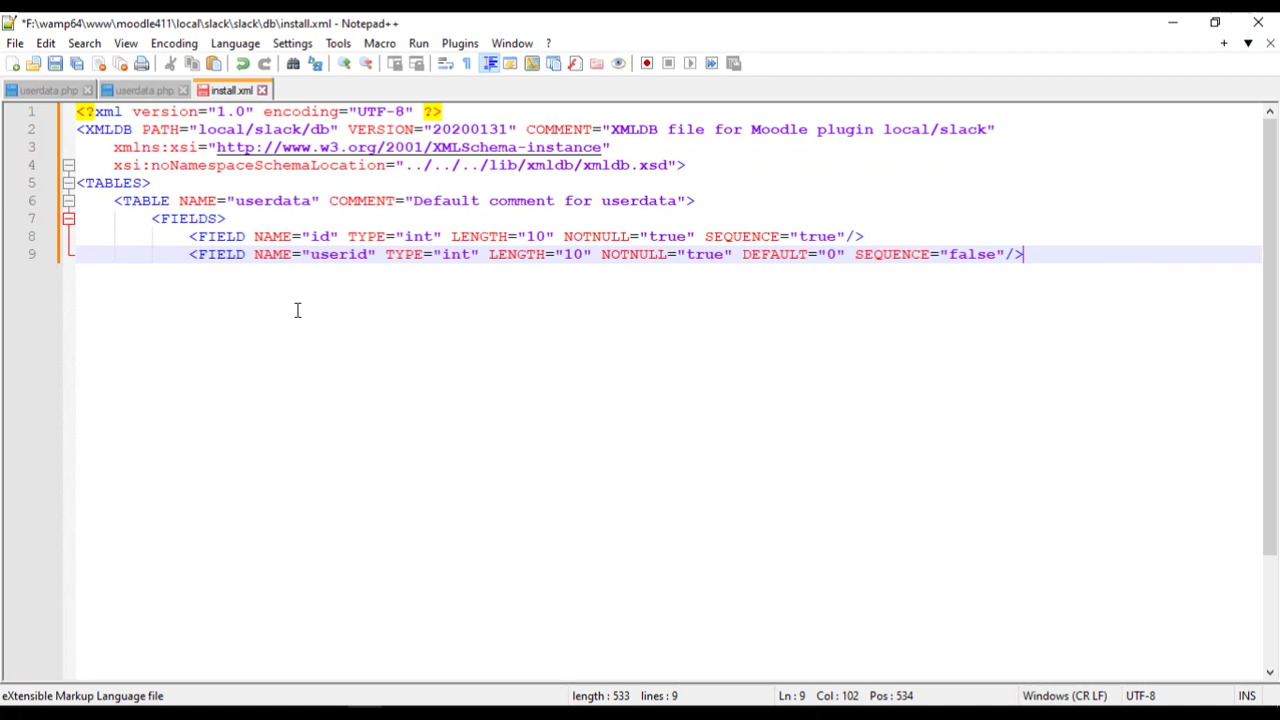 *F:\wamp64\www\moodle411\local\slack\slack\db\install.xml - Notepad++
File Edit Search View Encoding Language Settings Tools Macro Run Plugins Window ?
userdata.php userdata.php install.xml
1 <?xml version="1.0" encoding="UTF-8" ?>
2 <XMLDB PATH="local/slack/db" VERSION="20200131" COMMENT="XMLDB file for Moodle plugin local/slack"
3 xmlns:xsi="http://www.w3.org/2001/XMLSchema-instance"
4 xsi:noNamespaceSchemaLocation="../../../lib/xmldb/xmldb.xsd">
5 <TABLES>
6 <TABLE NAME="userdata" COMMENT="Default comment for userdata">
7 <FIELDS>
8 <FIELD NAME="id" TYPE="int" LENGTH="10" NOTNULL="true" SEQUENCE="true"/>
9 <FIELD NAME="userid" TYPE="int" LENGTH="10" NOTNULL="true" DEFAULT="0" SEQUENCE="false"/>
eXtensible Markup Language file length : 533 lines : 9 Ln : 9 Col : 102 Pos : 534 Windows (CR LF) UTF-8 INS